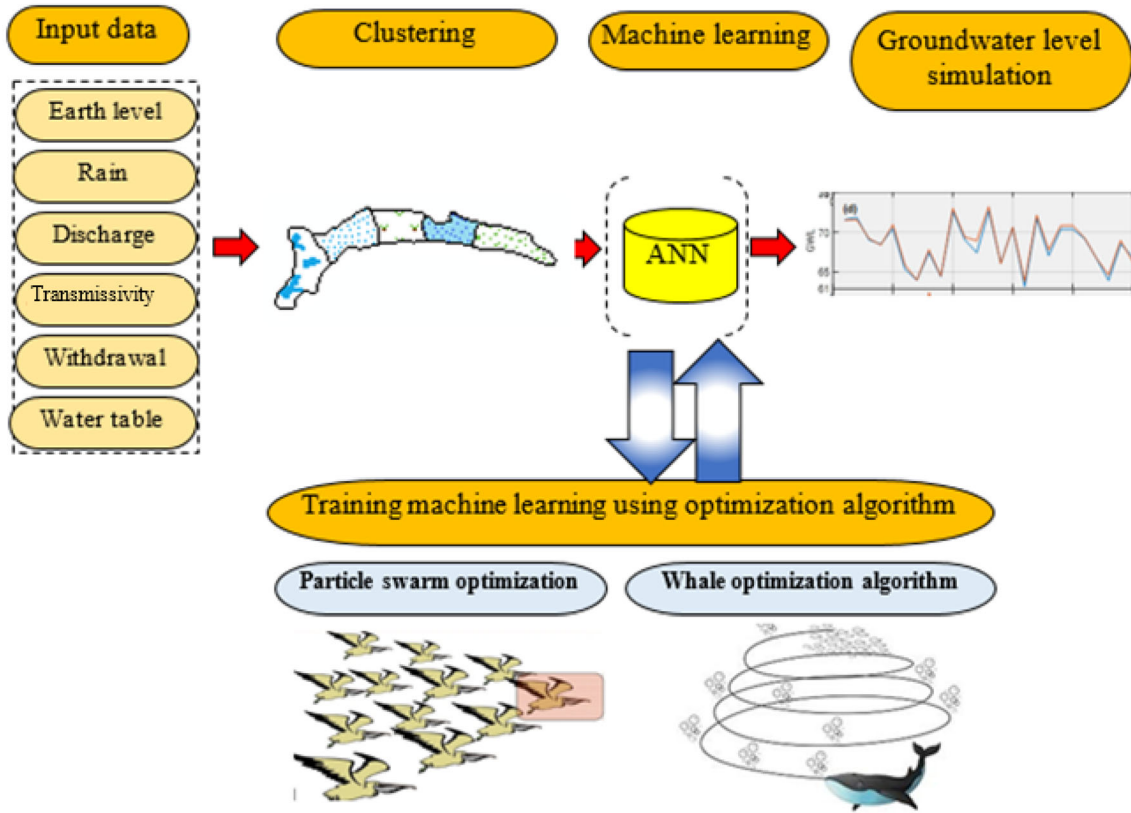 Input data
Clustering
Machine learning
Groundwater level
simulation
Earth level
Rain
Discharge
Transmissivity
Withdrawal
Water table
ANN
(d)
GWL
70
65
61
Training machine learning using optimization algorithm
Particle swarm optimization
Whale optimization algorithm